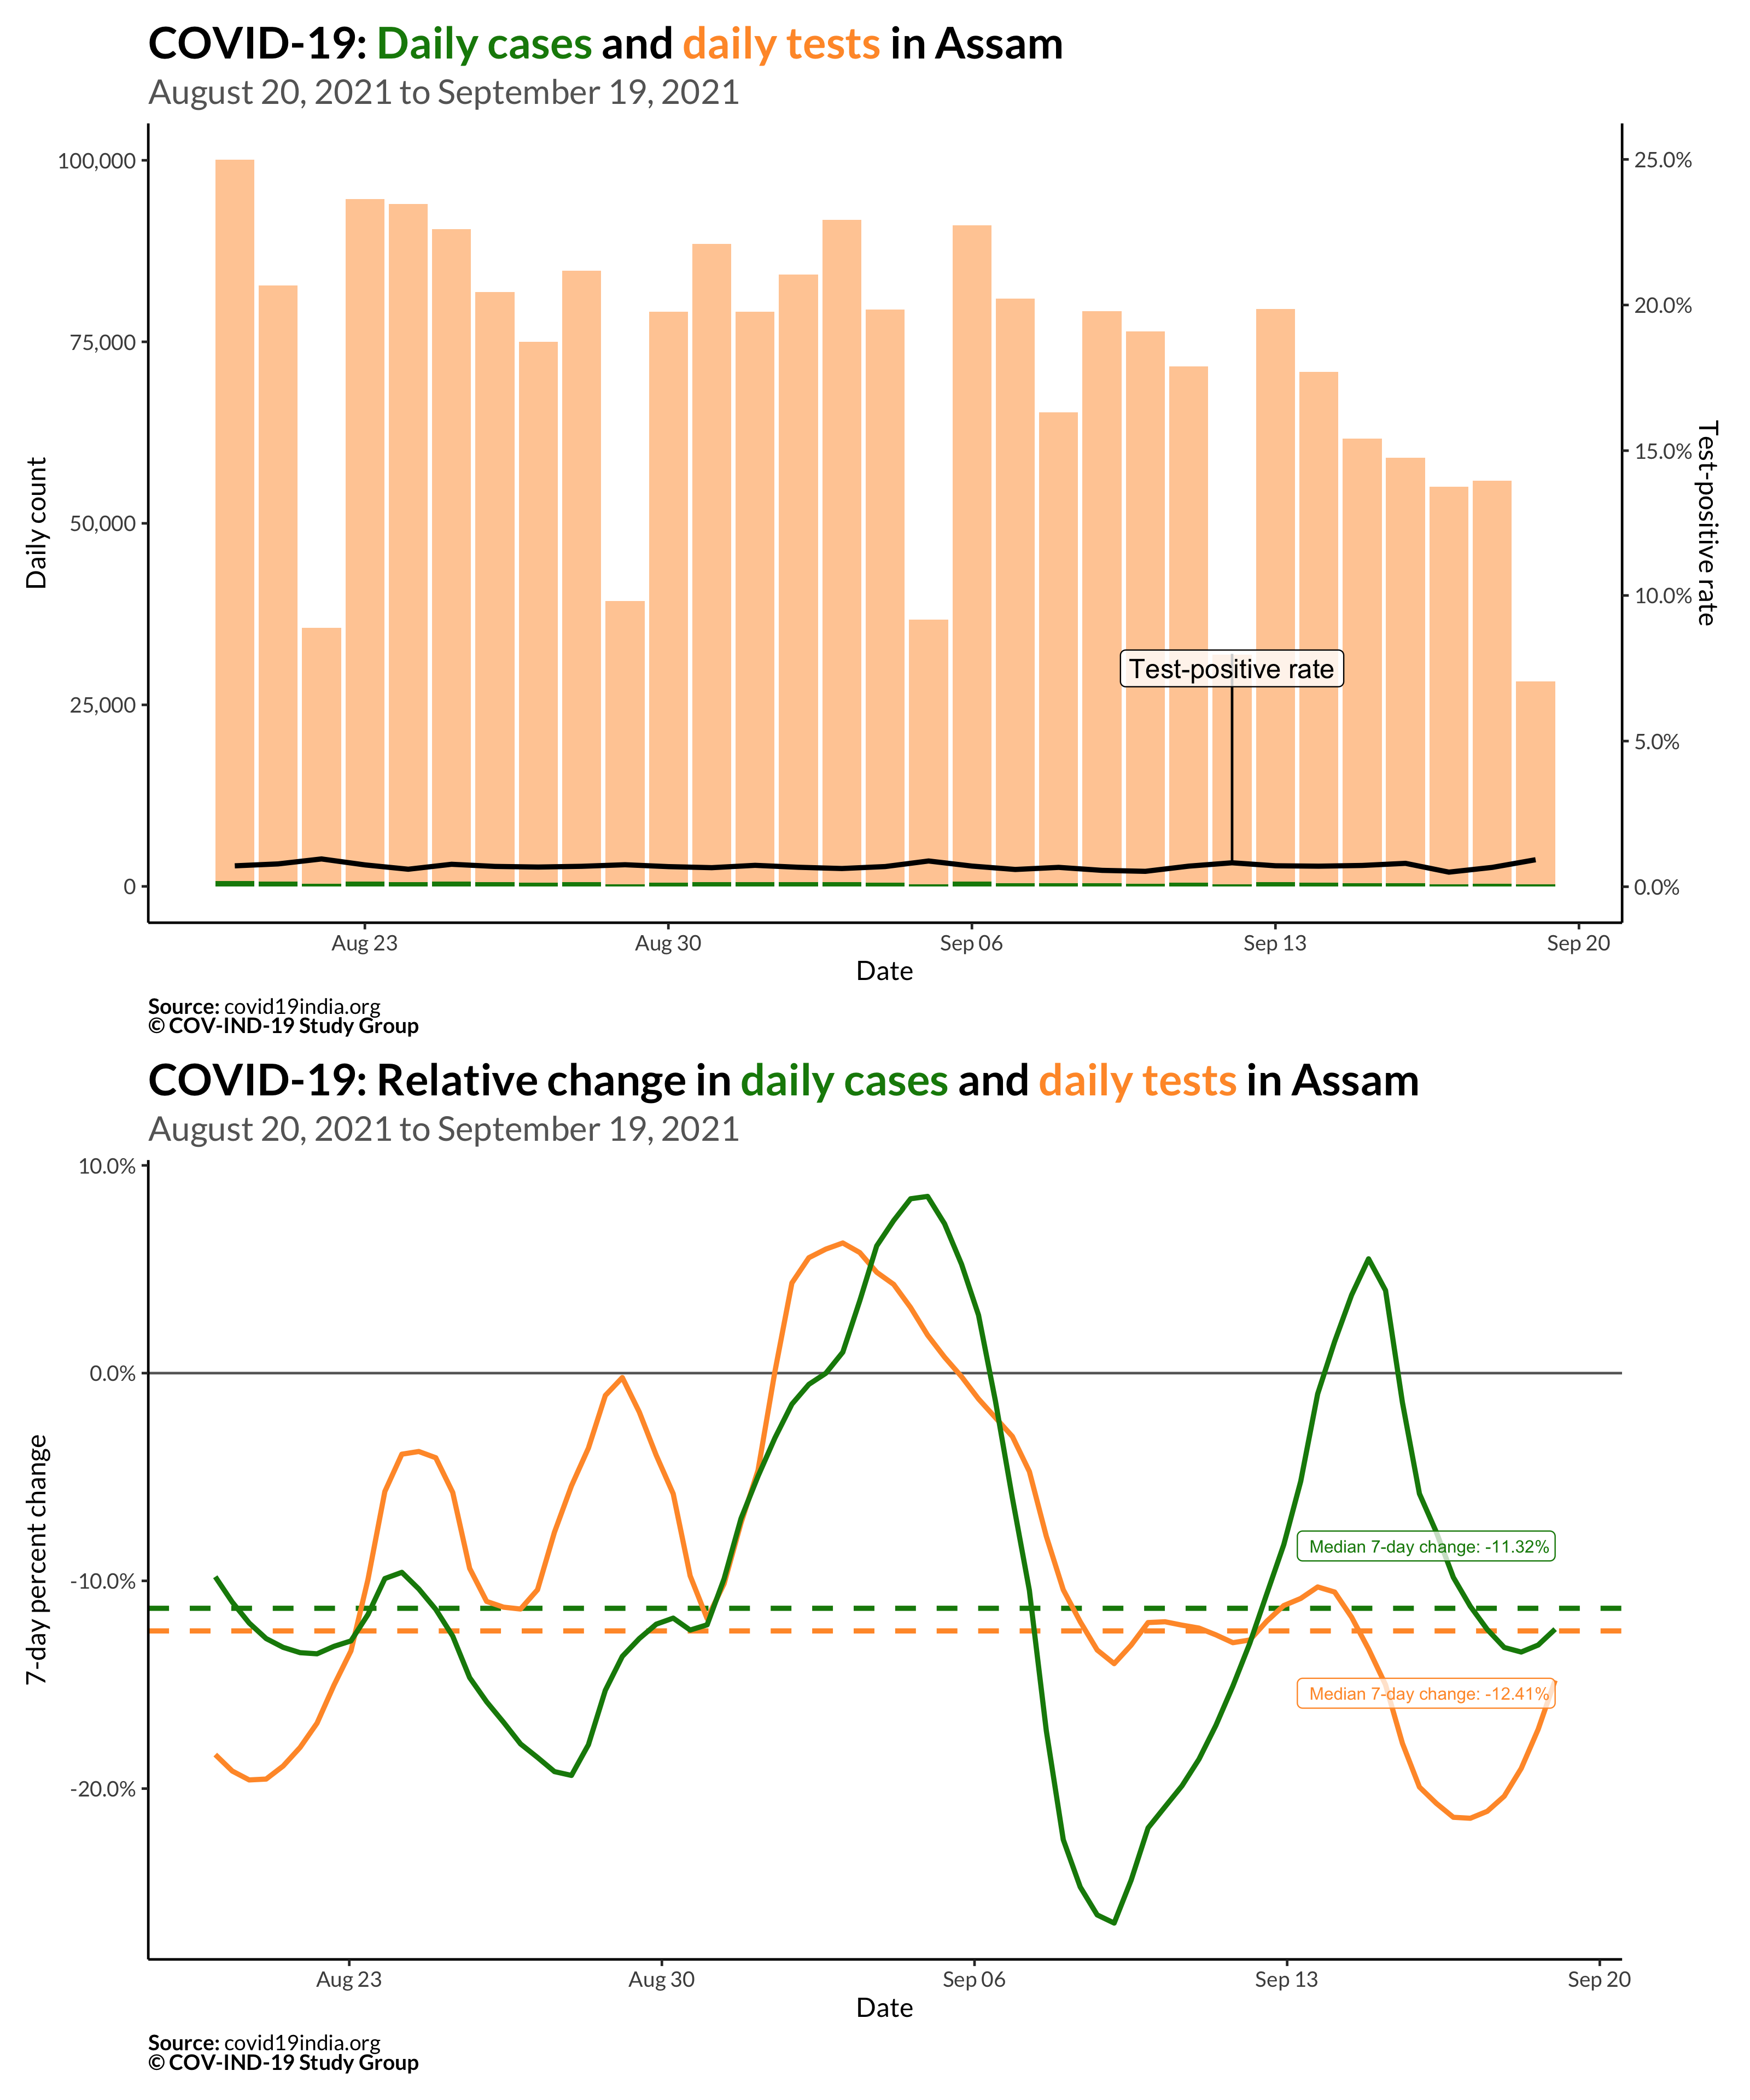 COVID-19: Daily cases and daily tests in Assam
August 20, 2021 to September 19, 2021
100,000
75,000
50,000
25,000
0
Daily count
25.0%
20.0%
15.0%
10.0%
5.0%
0.0%
Test-positive rate
Test-positive rate
Aug 23
Aug 30
Sep 06
Sep 13
Sep 20
Date
Source: covid19india.org
© COV-IND-19 Study Group
COVID-19: Relative change in daily cases and daily tests in Assam
August 20, 2021 to September 19, 2021
10.0%
0.0%
-10.0%
-20.0%
7-day percent change
Median 7-day change: -11.32%
Median 7-day change: -12.41%
Aug 23
Aug 30
Sep 06
Sep 13
Sep 20
Date
Source: covid19india.org
© COV-IND-19 Study Group